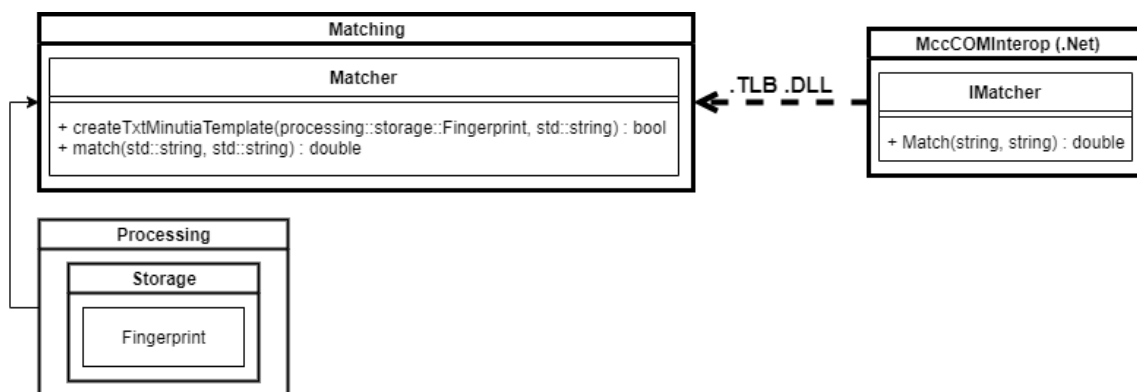 Matching
Matcher
+ createTxtMinutiaTemplate(processing::storage::Fingerprint, std::string) : bool
+ match(std::string, std::string) : double
.TLB .DLL
MccCOMInterop (.Net)
IMatcher
+ Match(string, string) : double
Processing
Storage
Fingerprint